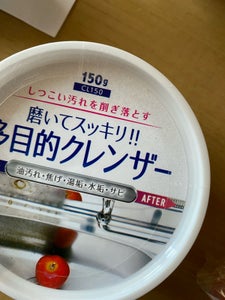 150g
CL150
しつこい汚れを削ぎ落とす
磨いてスッキリ!!
多目的クレンザー
油汚れ・焦げ・湯垢・水垢・サビ
AFTER